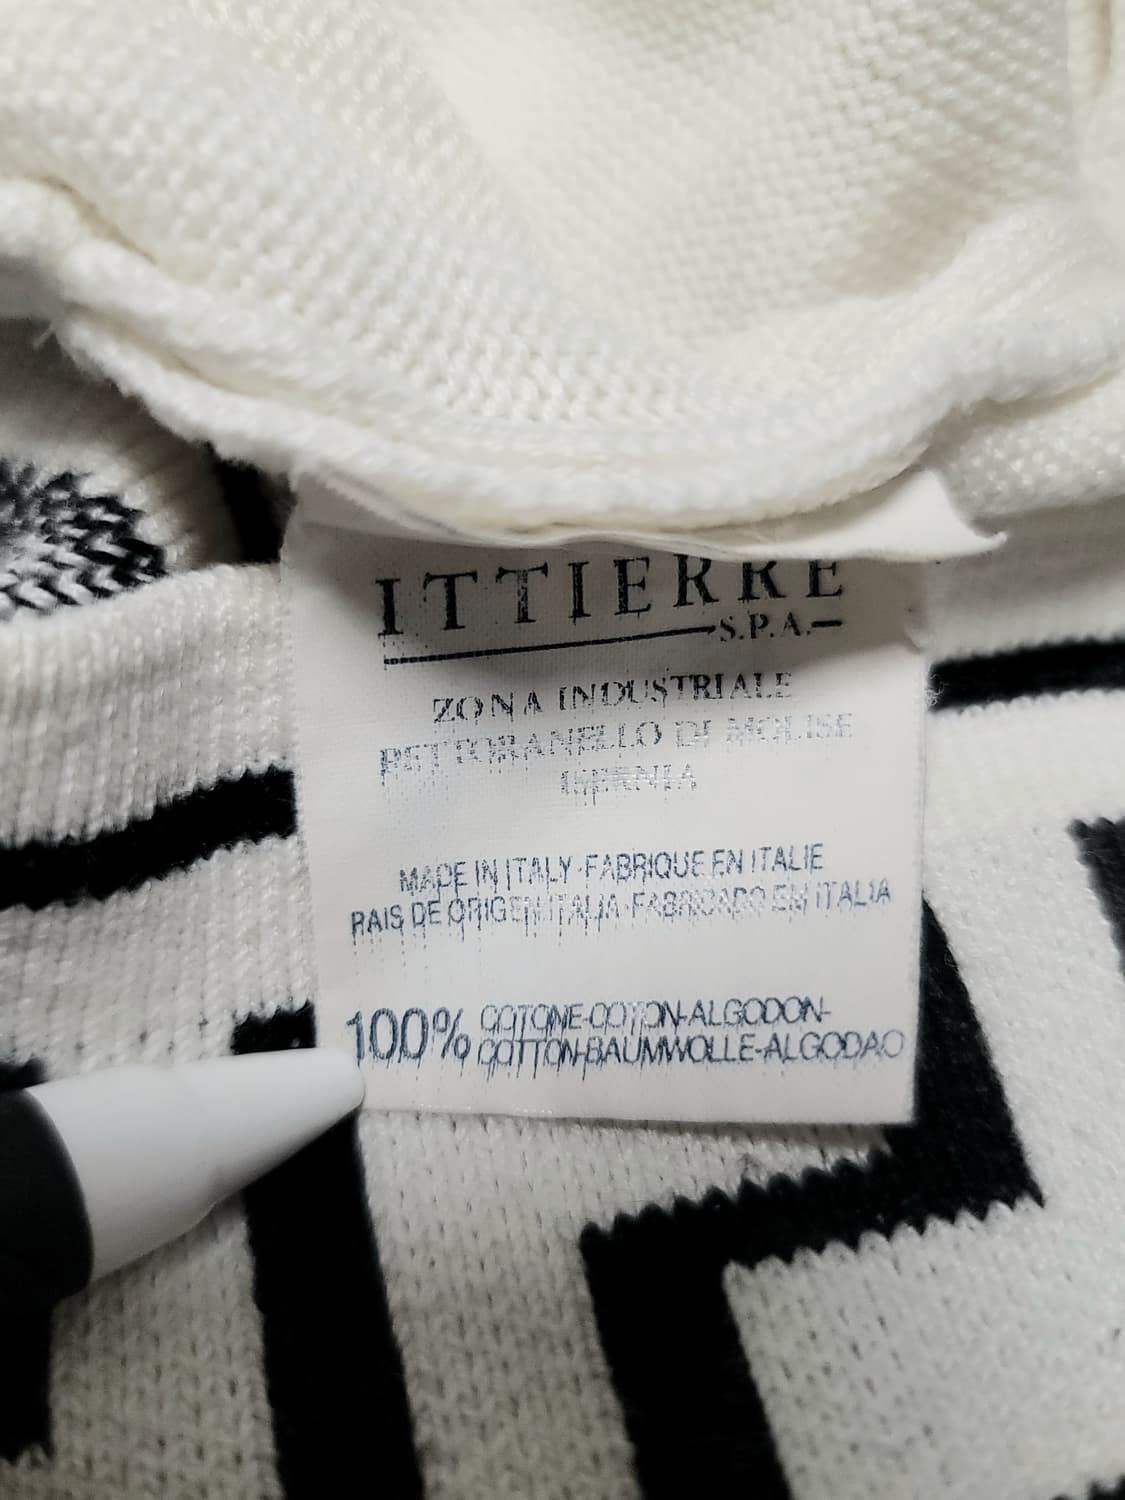 ITTIERRE
S.P.A.
ZONA INDUSTRIALE
PETTORANELLO DI MOLISE
ISERNIA
MADE IN ITALY-FABRIQUE EN ITALIE
PAIS DE ORIGEN ITALIA-FABRICADO EM ITALIA
100% COTONE-COTON-ALGODON-
COTTON-BAUMWOLLE-ALGODAO